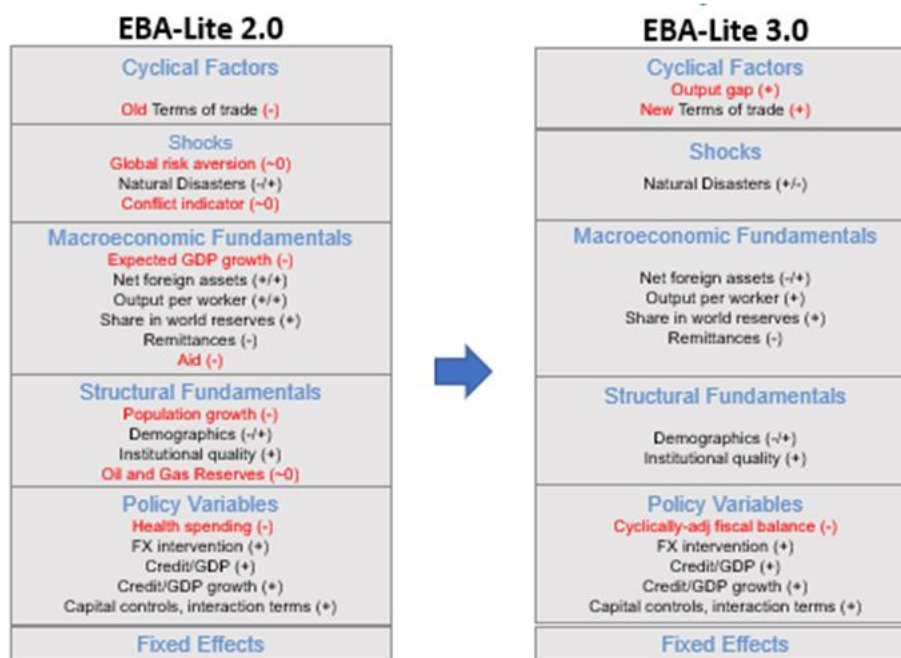 EBA-Lite 2.0
Cyclical Factors
Old Terms of trade (-)
Shocks
Global risk aversion (~0)
Natural Disasters (-/+)
Conflict indicator (~0)
Macroeconomic Fundamentals
Expected GDP growth (-)
Net foreign assets (+/+)
Output per worker (+/+)
Share in world reserves (+)
Remittances (-)
Aid (-)
Structural Fundamentals
Population growth (-)
Demographics (-/+)
Institutional quality (+)
Oil and Gas Reserves (~0)
Policy Variables
Health spending (-)
FX intervention (+)
Credit/GDP (+)
Credit/GDP growth (+)
Capital controls, interaction terms (+)
Fixed Effects
EBA-Lite 3.0
Cyclical Factors
Output gap (+)
New Terms of trade (+)
Shocks
Natural Disasters (+/-)
Macroeconomic Fundamentals
Net foreign assets (-/+)
Output per worker (+)
Share in world reserves (+)
Remittances (-)
Structural Fundamentals
Demographics (-/+)
Institutional quality (+)
Policy Variables
Cyclically-adj fiscal balance (-)
FX intervention (+)
Credit/GDP (+)
Credit/GDP growth (+)
Capital controls, interaction terms (+)
Fixed Effects